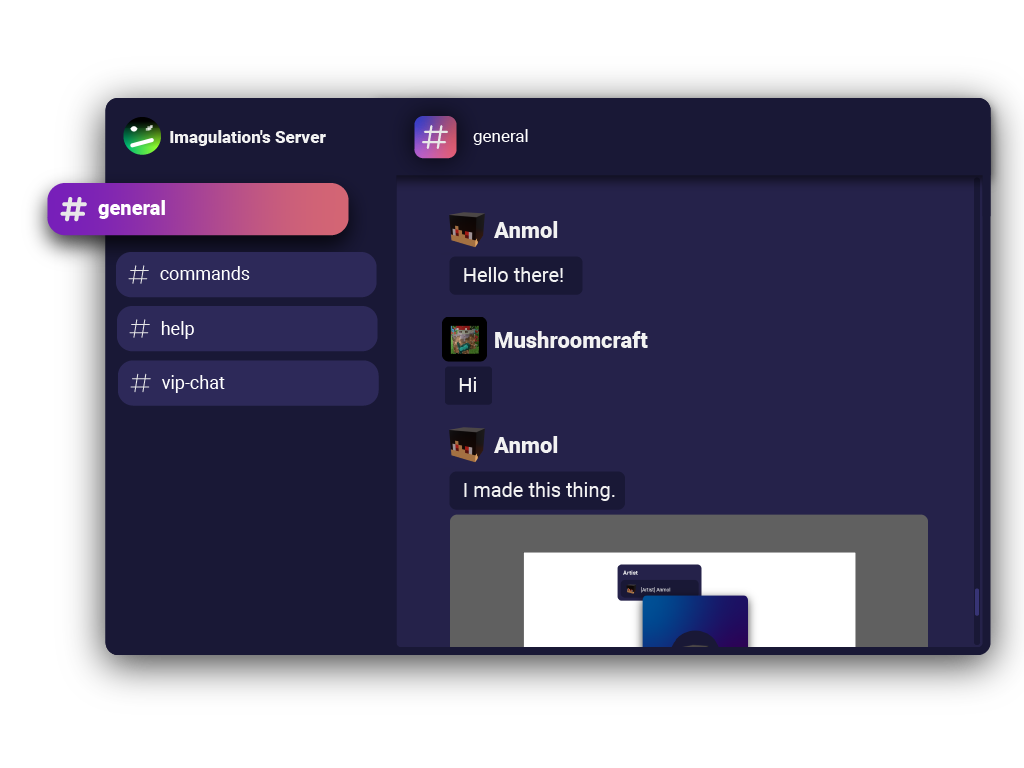 Imagulation's Server
# general
# general
# commands
# help
# vip-chat
Anmol
Hello there!
Mushroomcraft
Hi
Anmol
I made this thing.
Artist
[Artist] Anmol